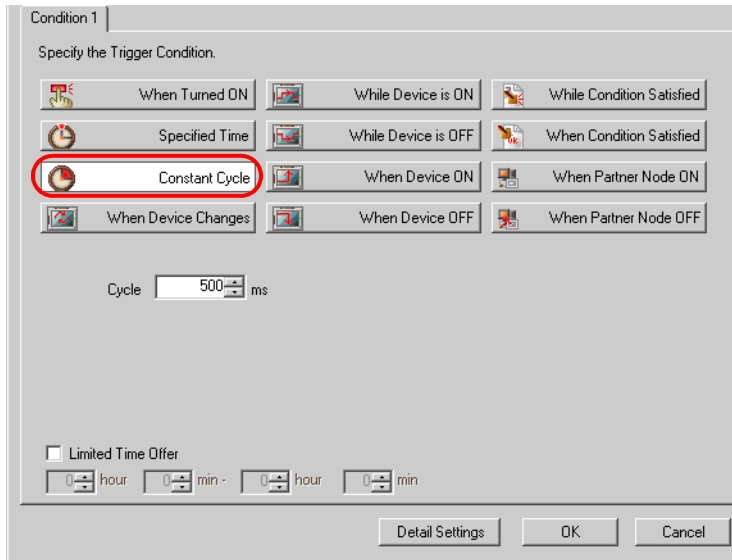 Condition 1
Specify the Trigger Condition.
When Turned ON While Device is ON While Condition Satisfied
Specified Time While Device is OFF When Condition Satisfied
Constant Cycle When Device ON When Partner Node ON
When Device Changes When Device OFF When Partner Node OFF
Cycle 500 ms
Limited Time Offer
0 hour 0 min - 0 hour 0 min
Detail Settings OK Cancel